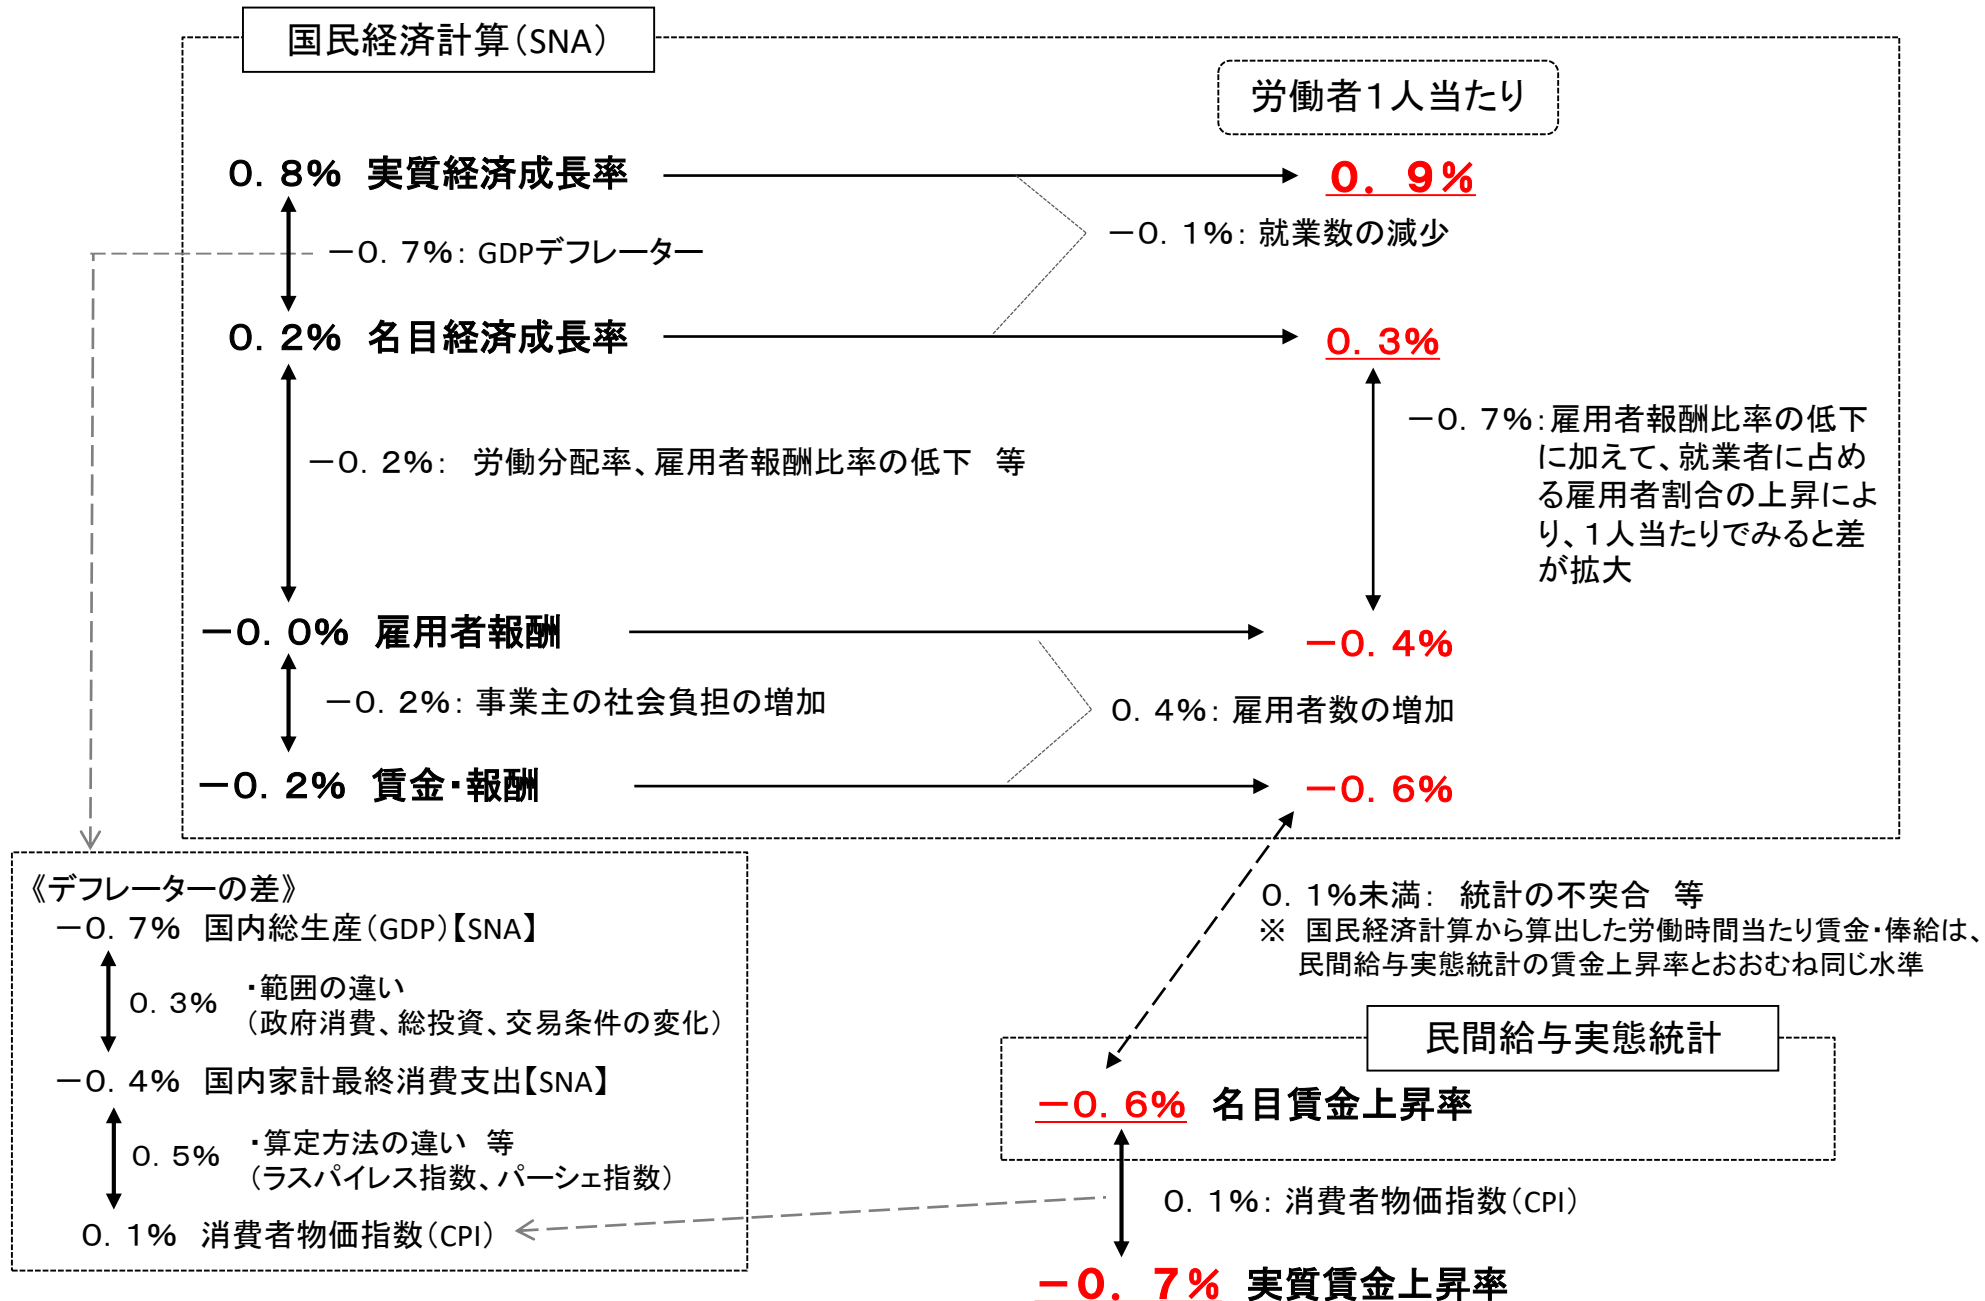 国民経済計算(SNA)
労働者1人当たり
0.8% 実質経済成長率
0.9%
-0.1%:就業数の減少
-0.7%:GDPデフレーター
0.2% 名目経済成長率
0.3%
-0.7%:雇用者報酬比率の低下
に加えて、就業者に占め
る雇用者割合の上昇によ
り、1人当たりでみると差
が拡大
-0.2%: 労働分配率、雇用者報酬比率の低下 等
-0.0% 雇用者報酬
-0.4%
-0.2%:事業主の社会負担の増加
0.4%:雇用者数の増加
-0.2% 賃金・報酬
-0.6%
《デフレーターの差》
-0.7% 国内総生産(GDP)【SNA】
0.3% ・範囲の違い
(政府消費、総投資、交易条件の変化)
-0.4% 国内家計最終消費支出【SNA】
0.5% ・算定方法の違い 等
(ラスパイレス指数、パーシェ指数)
0.1% 消費者物価指数(CPI)
0.1%未満: 統計の不突合 等
※ 国民経済計算から算出した労働時間当たり賃金・俸給は、
民間給与実態統計の賃金上昇率とおおむね同じ水準
民間給与実態統計
-0.6% 名目賃金上昇率
0.1%:消費者物価指数(CPI)
-0.7% 実質賃金上昇率